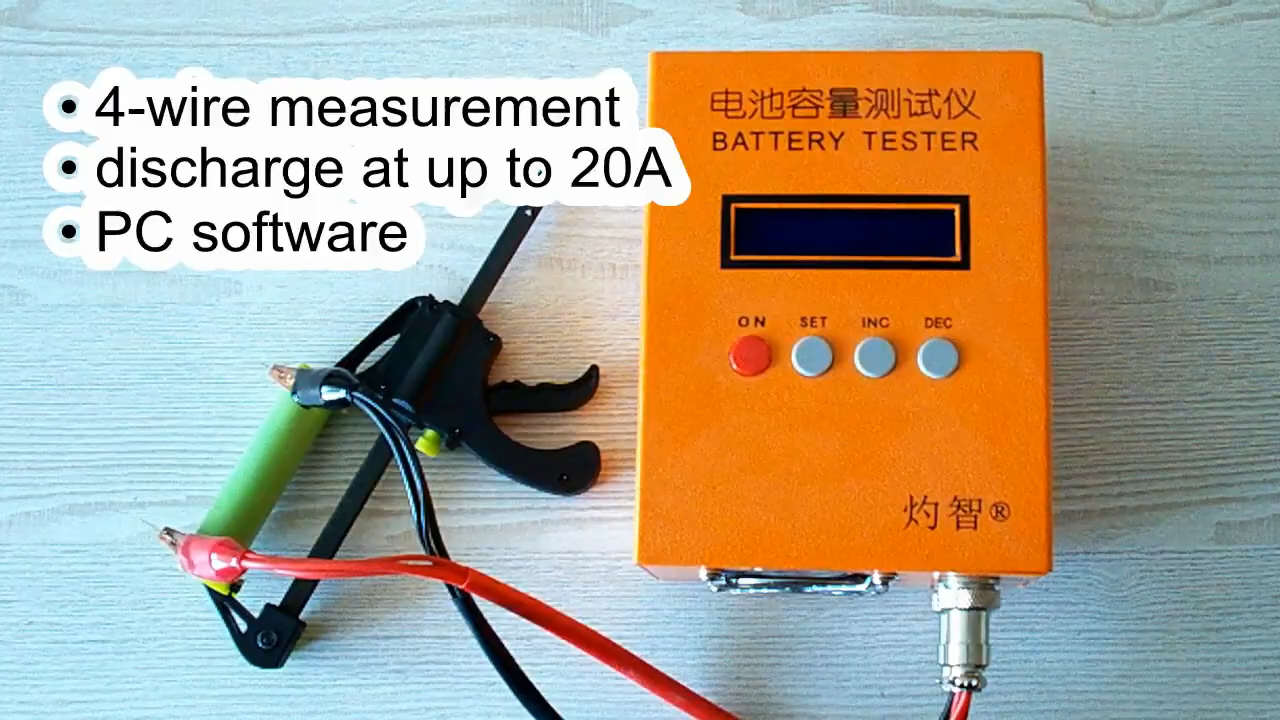 • 4-wire measurement
• discharge at up to 20A
• PC software
电池容量测试仪
BATTERY TESTER
ON SET INC DEC
灼智®